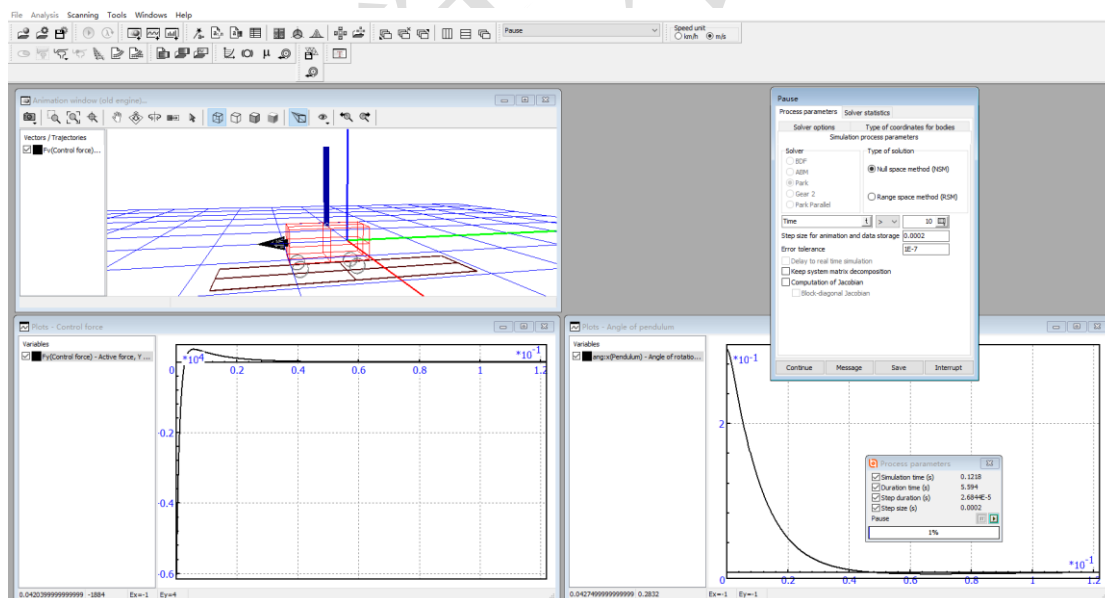 File Analysis Scanning Tools Windows Help
Pause
Speed unit
km/h m/s
Animation window (old engine)...
Vectors / Trajectories
Fv(Control force)...
Pause
Process parameters Solver statistics
Solver options Type of coordinates for bodies
Simulation process parameters
Solver Type of solution
BDF
ABM
Park
Gear 2
Park Parallel
Null space method (NSM)
Range space method (RSM)
Time t > 10
Step size for animation and data storage 0.0002
Error tolerance 1E-7
Delay to real time simulation
Keep system matrix decomposition
Computation of Jacobian
Block-diagonal Jacobian
Continue Message Save Interrupt
Plots - Control force
Variables
Fy(Control force) - Active force, Y ...
*10^4
*10^-1
0 0.2 0.4 0.6 0.8 1 1.2
-0.2
-0.4
-0.6
0.0420399999999999 -1884 Ex=-1 Ey=4
Plots - Angle of pendulum
Variables
ang:x(Pendulum) - Angle of rotatio...
*10^-1
2
*10^-1
0 0.2 0.4 0.6 0.8 1 1.2
0.0427499999999999 0.2832 Ex=-1 Ey=-1
Process parameters
Simulation time (s) 0.1218
Duration time (s) 5.594
Step duration (s) 2.6844E-5
Step size (s) 0.0002
Pause
1%